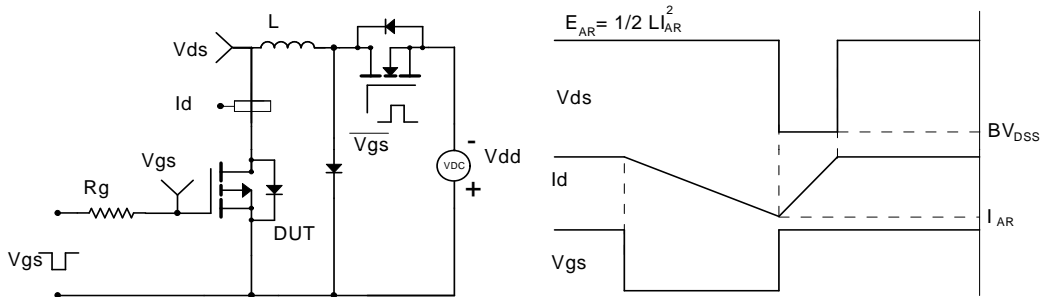 L
Vds
Id
Vgs
Vgs
Rg
DUT
Vgs
VDC
-
+
Vdd
E_AR= 1/2 LI_AR^2
Vds
BV_DSS
Id
I_AR
Vgs